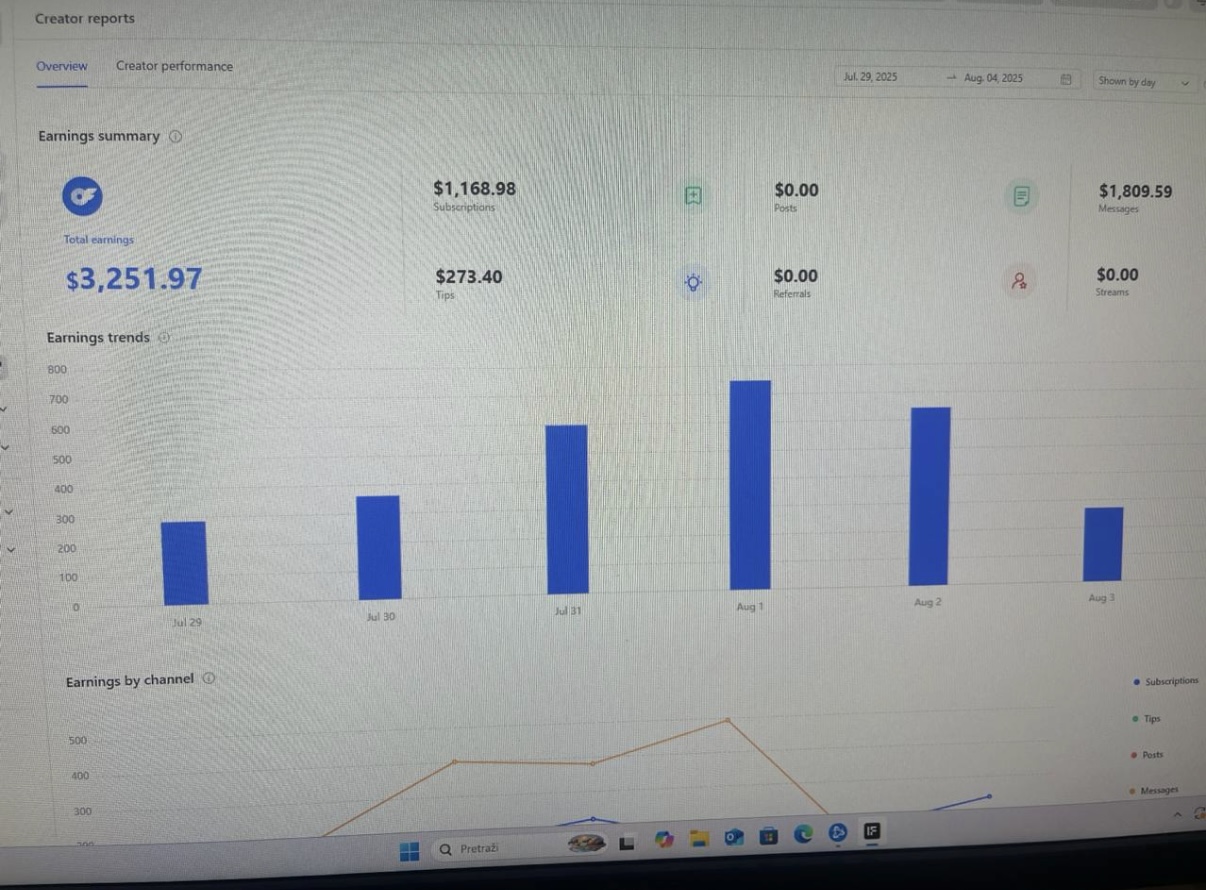 Creator reports
Overview Creator performance
Jul. 29, 2025 → Aug. 04, 2025 Shown by day
Earnings summary
$1,168.98 $0.00 $1,809.59
Subscriptions Posts Messages
Total earnings
$3,251.97
$273.40 $0.00 $0.00
Tips Referrals Streams
Earnings trends
800
700
600
500
400
300
200
100
0
Jul 29 Jul 30 Jul 31 Aug 1 Aug 2 Aug 3
Earnings by channel
Subscriptions
Tips
Posts
Messages
500
400
300
Pretraži